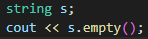 string s;
cout << s.empty();